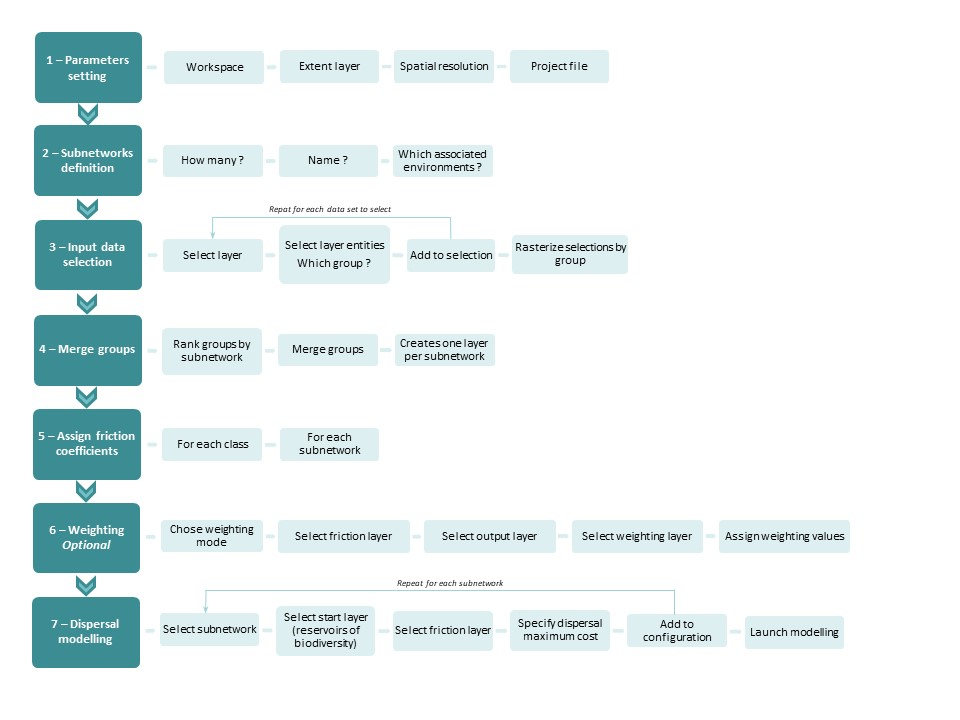 1 – Parameters
setting
Workspace
Extent layer
Spatial resolution
Project file
2 – Subnetworks
definition
How many ?
Name ?
Which associated
environments ?
Repat for each data set to select
3 – Input data
selection
Select layer
Select layer entities
Which group ?
Add to selection
Rasterize selections by
group
4 – Merge groups
Rank groups by
subnetwork
Merge groups
Creates one layer
per subnetwork
5 – Assign friction
coefficients
For each class
For each
subnetwork
6 – Weighting
Optional
Chose weighting
mode
Select friction layer
Select output layer
Select weighting layer
Assign weighting values
Repeat for each subnetwork
7 – Dispersal
modelling
Select subnetwork
Select start layer
(reservoirs of
biodiversity)
Select friction layer
Specify dispersal
maximum cost
Add to
configuration
Launch modelling